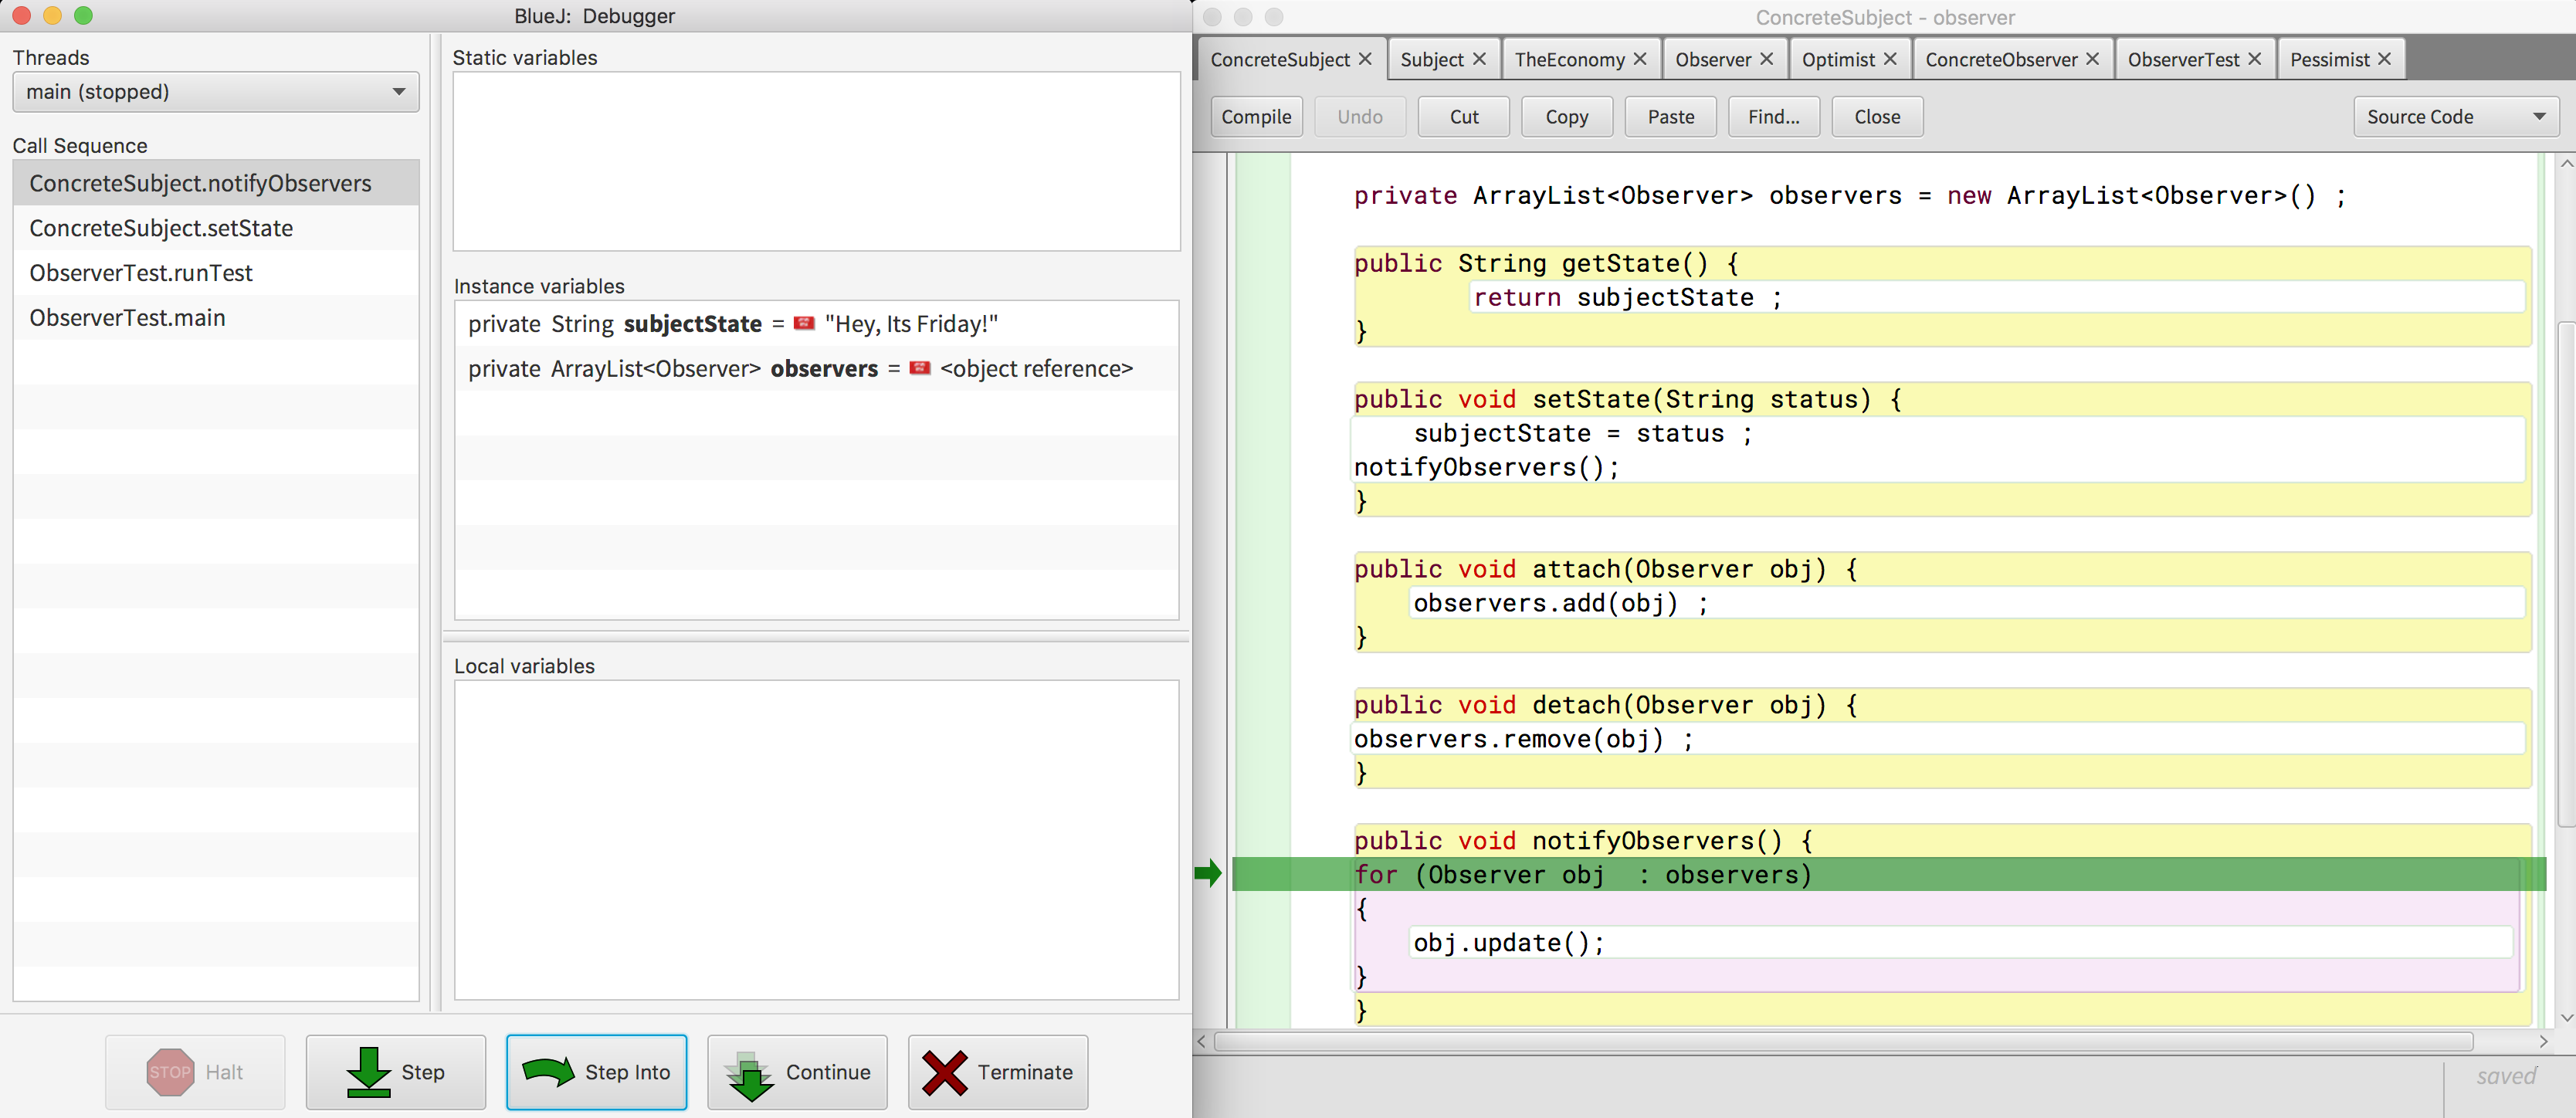 BlueJ: Debugger
Threads
main (stopped)
Call Sequence
ConcreteSubject.notifyObservers
ConcreteSubject.setState
ObserverTest.runTest
ObserverTest.main
Static variables
Instance variables
private String subjectState = "Hey, Its Friday!"
private ArrayList<Observer> observers = <object reference>
Local variables
STOP Halt
Step
Step Into
Continue
Terminate
ConcreteSubject - observer
ConcreteSubject Subject TheEconomy Observer Optimist ConcreteObserver ObserverTest Pessimist
Compile Undo Cut Copy Paste Find... Close Source Code
private ArrayList<Observer> observers = new ArrayList<Observer>() ;
public String getState() {
return subjectState ;
}
public void setState(String status) {
subjectState = status ;
notifyObservers();
}
public void attach(Observer obj) {
observers.add(obj) ;
}
public void detach(Observer obj) {
observers.remove(obj) ;
}
public void notifyObservers() {
for (Observer obj  : observers)
{
obj.update();
}
}
saved